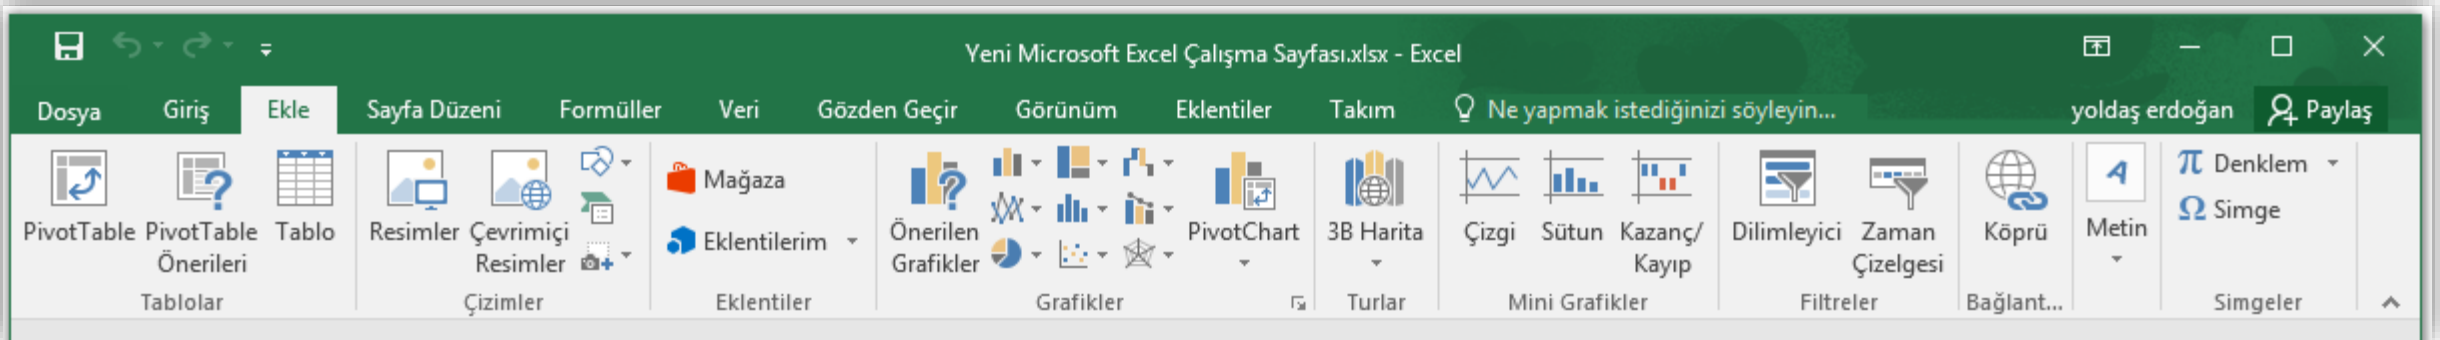 Yeni Microsoft Excel Çalışma Sayfası.xlsx - Excel
Dosya Giriş Ekle Sayfa Düzeni Formüller Veri Gözden Geçir Görünüm Eklentiler Takım Ne yapmak istediğinizi söyleyin... yoldaş erdoğan Paylaş
PivotTable
PivotTable
Önerileri
Tablo
Tablolar
Resimler
Çevrimiçi
Resimler
Çizimler
Mağaza
Eklentilerim
Eklentiler
Önerilen
Grafikler
PivotChart
Grafikler
3B Harita
Turlar
Çizgi
Sütun
Kazanç/
Kayıp
Mini Grafikler
Dilimleyici
Zaman
Çizelgesi
Filtreler
Köprü
Bağlant...
A
Metin
π Denklem
Ω Simge
Simgeler